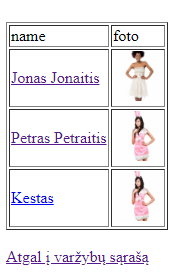 name foto
Jonas Jonaitis
Petras Petraitis
Kestas
Atgal į varžybų sąrašą